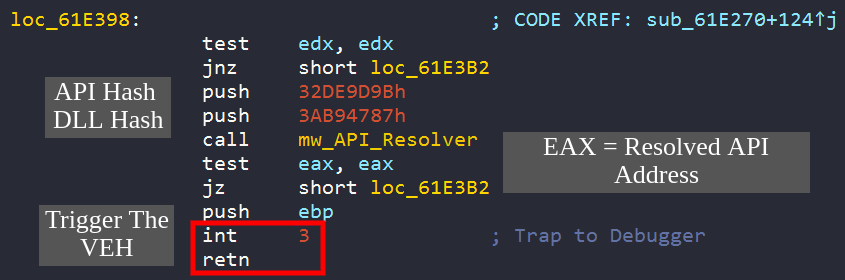 loc_61E398: ; CODE XREF: sub_61E270+124↑j
test edx, edx
jnz short loc_61E3B2
API Hash
DLL Hash
push 32DE9D9Bh
push 3AB94787h
call mw_API_Resolver
EAX = Resolved API
Address
test eax, eax
jz short loc_61E3B2
Trigger The
VEH
push ebp
int 3 ; Trap to Debugger
retn